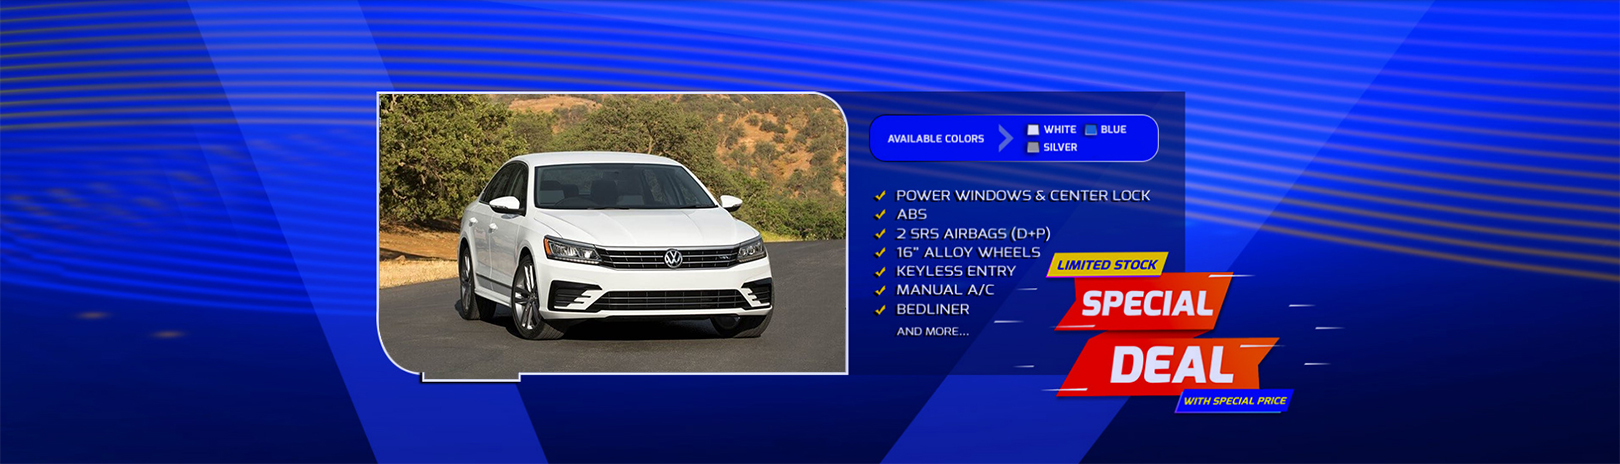 AVAILABLE COLORS
WHITE
BLUE
SILVER
POWER WINDOWS & CENTER LOCK
ABS
2 SRS AIRBAGS (D+P)
16" ALLOY WHEELS
KEYLESS ENTRY
MANUAL A/C
BEDLINER
AND MORE...
LIMITED STOCK
SPECIAL
DEAL
WITH SPECIAL PRICE